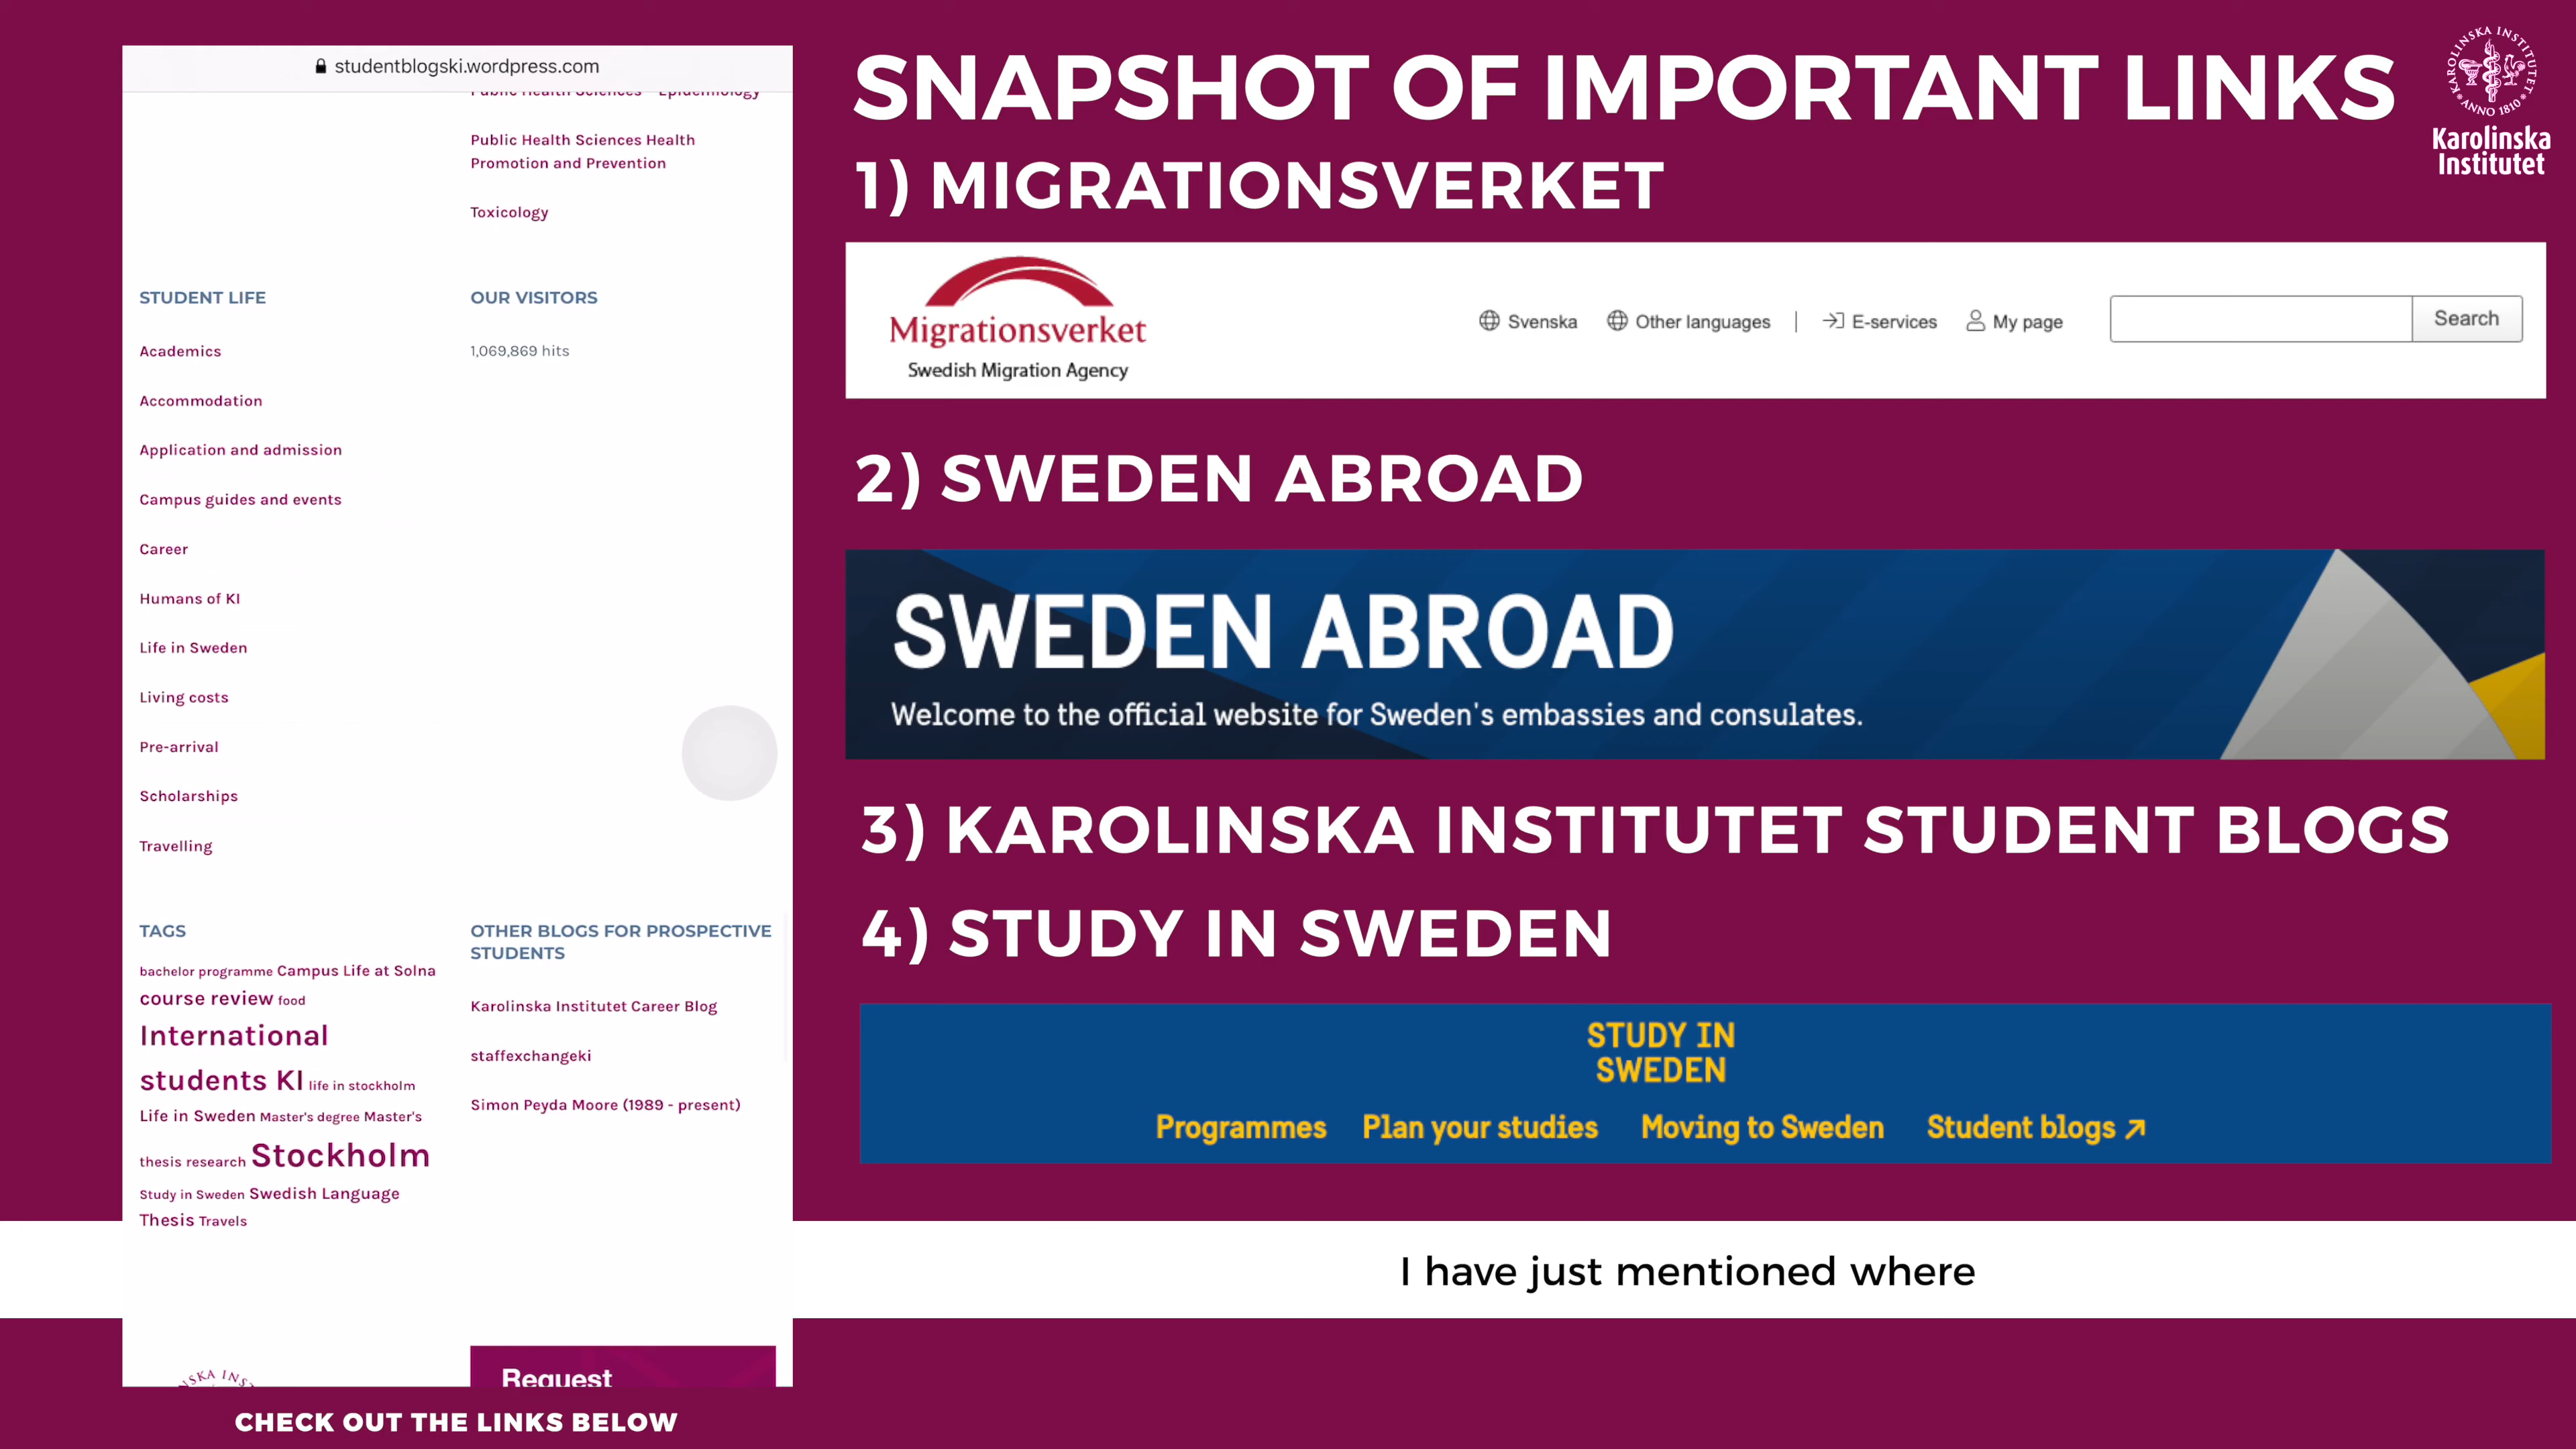 studentblogski.wordpress.com
Public Health Sciences - Epidemiology
Public Health Sciences Health
Promotion and Prevention
Toxicology
STUDENT LIFE
Academics
Accommodation
Application and admission
Campus guides and events
Career
Humans of KI
Life in Sweden
Living costs
Pre-arrival
Scholarships
Travelling
OUR VISITORS
1,069,869 hits
TAGS
bachelor programme Campus Life at Solna
course review food
International
students KI life in stockholm
Life in Sweden Master's degree Master's
thesis research Stockholm
Study in Sweden Swedish Language
Thesis Travels
OTHER BLOGS FOR PROSPECTIVE
STUDENTS
Karolinska Institutet Career Blog
staffexchangeki
Simon Peyda Moore (1989 - present)
Request
CHECK OUT THE LINKS BELOW
SNAPSHOT OF IMPORTANT LINKS
KAROLINSKA INSTITUTET
ANNO 1810
Karolinska
Institutet
1) MIGRATIONSVERKET
Migrationsverket
Swedish Migration Agency
Svenska Other languages | E-services My page Search
2) SWEDEN ABROAD
SWEDEN ABROAD
Welcome to the official website for Sweden's embassies and consulates.
3) KAROLINSKA INSTITUTET STUDENT BLOGS
4) STUDY IN SWEDEN
STUDY IN
SWEDEN
Programmes Plan your studies Moving to Sweden Student blogs ↗
I have just mentioned where